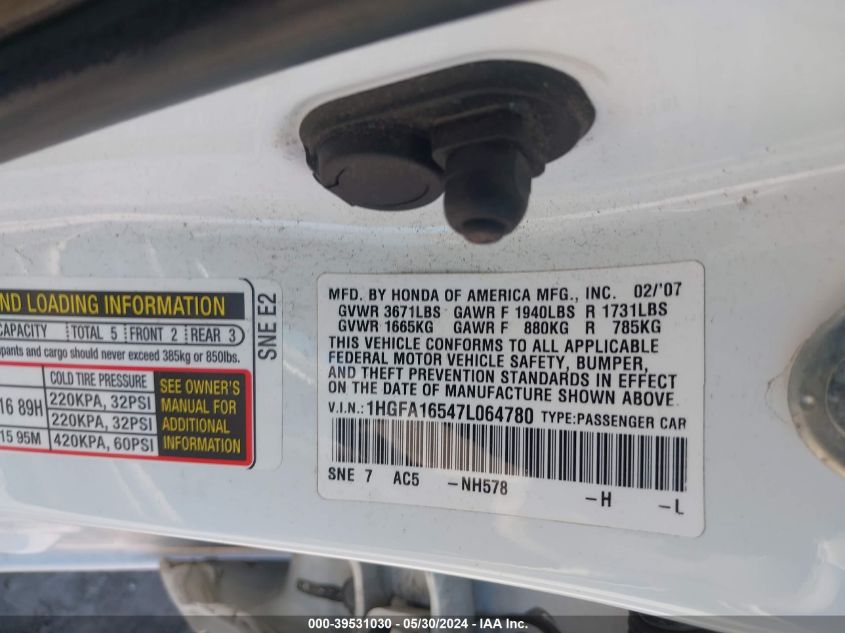 ND LOADING INFORMATION
CAPACITY TOTAL 5 FRONT 2 REAR 3
pants and cargo should never exceed 385kg or 850lbs.
COLD TIRE PRESSURE
16 89H 220KPA, 32PSI
220KPA, 32PSI
15 95M 420KPA, 60PSI
SEE OWNER'S
MANUAL FOR
ADDITIONAL
INFORMATION
SNE E2
MFD. BY HONDA OF AMERICA MFG., INC. 02/'07
GVWR 3671LBS GAWR F 1940LBS R 1731LBS
GVWR 1665KG GAWR F 880KG R 785KG
THIS VEHICLE CONFORMS TO ALL APPLICABLE
FEDERAL MOTOR VEHICLE SAFETY, BUMPER,
AND THEFT PREVENTION STANDARDS IN EFFECT
ON THE DATE OF MANUFACTURE SHOWN ABOVE.
V.I.N.: 1HGFA16547L064780 TYPE:PASSENGER CAR
SNE 7 AC5 -NH578 -H -L
000-39531030 / 05/30/2024 / IAA Inc.